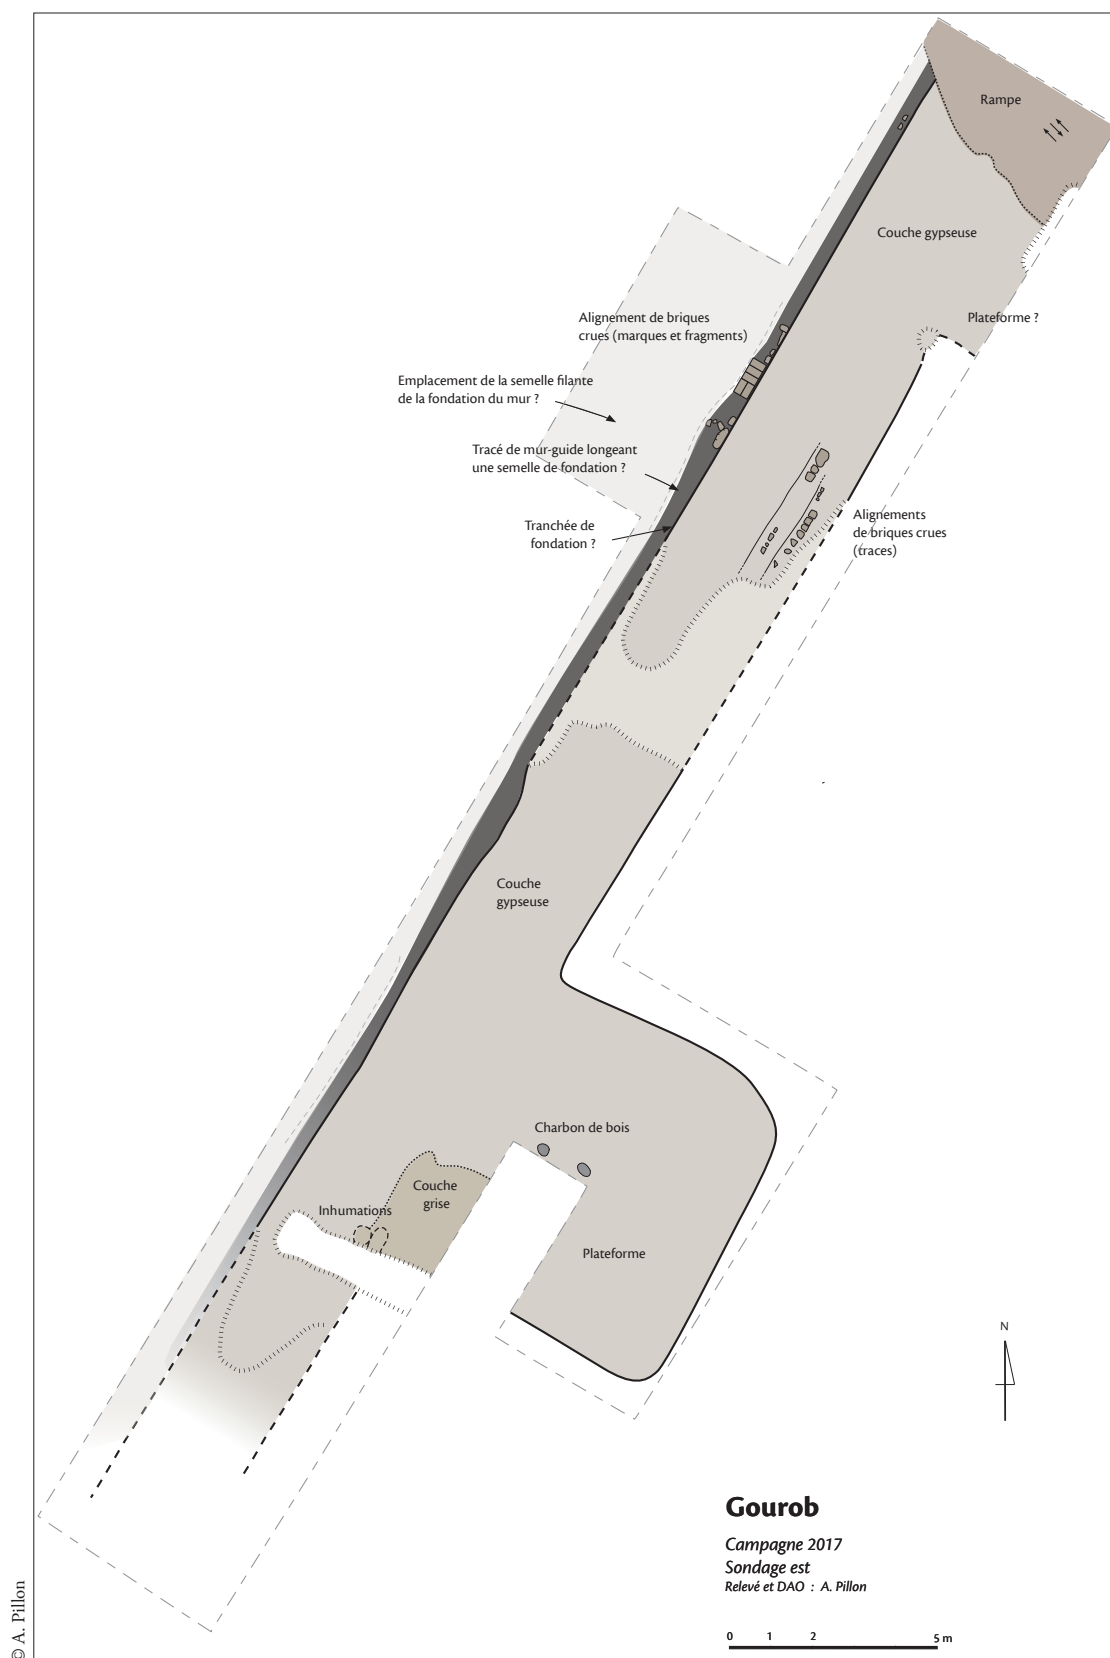 Rampe
Couche gypseuse
Plateforme ?
Alignement de briques
crues (marques et fragments)
Emplacement de la semelle filante
de la fondation du mur ?
Tracé de mur-guide longeant
une semelle de fondation ?
Tranchée de
fondation ?
Alignements
de briques crues
(traces)
Couche
gypseuse
Charbon de bois
Couche
grise
Inhumations
Plateforme
N
Gourob
Campagne 2017
Sondage est
Relevé et DAO : A. Pillon
0 1 2 5 m
© A. Pillon